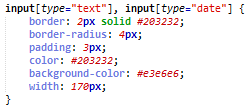 input[type="text"], input[type="date"] {
    border: 2px solid #203232;
    border-radius: 4px;
    padding: 3px;
    color: #203232;
    background-color: #e3e6e6;
    width: 170px;
}